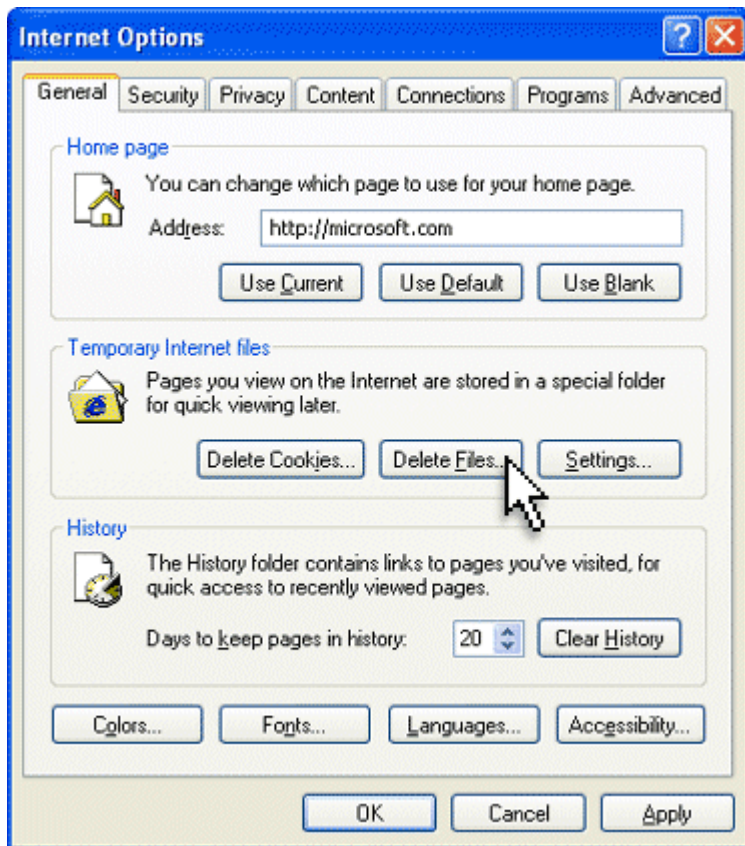 Internet Options
General Security Privacy Content Connections Programs Advanced
Home page
You can change which page to use for your home page.
Address: http://microsoft.com
Use Current Use Default Use Blank
Temporary Internet files
Pages you view on the Internet are stored in a special folder
for quick viewing later.
Delete Cookies... Delete Files... Settings...
History
The History folder contains links to pages you've visited, for
quick access to recently viewed pages.
Days to keep pages in history: 20 Clear History
Colors... Fonts... Languages... Accessibility...
OK Cancel Apply